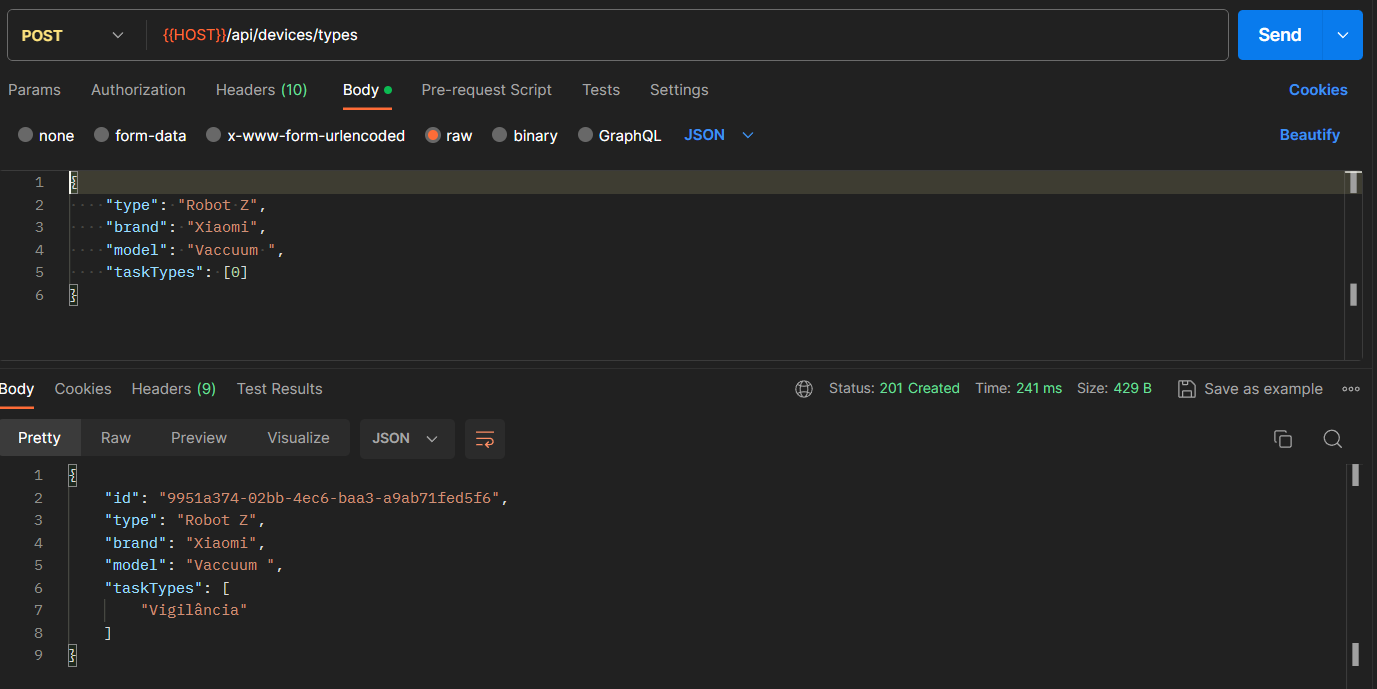 POST {{HOST}}/api/devices/types Send
Params Authorization Headers (10) Body Pre-request Script Tests Settings Cookies
none form-data x-www-form-urlencoded raw binary GraphQL JSON Beautify
1 {
2 "type": "Robot Z",
3 "brand": "Xiaomi",
4 "model": "Vaccuum ",
5 "taskTypes": [0]
6 }
Body Cookies Headers (9) Test Results Status: 201 Created Time: 241 ms Size: 429 B Save as example
Pretty Raw Preview Visualize JSON
1 {
2 "id": "9951a374-02bb-4ec6-baa3-a9ab71fed5f6",
3 "type": "Robot Z",
4 "brand": "Xiaomi",
5 "model": "Vaccuum ",
6 "taskTypes": [
7 "Vigilância"
8 ]
9 }